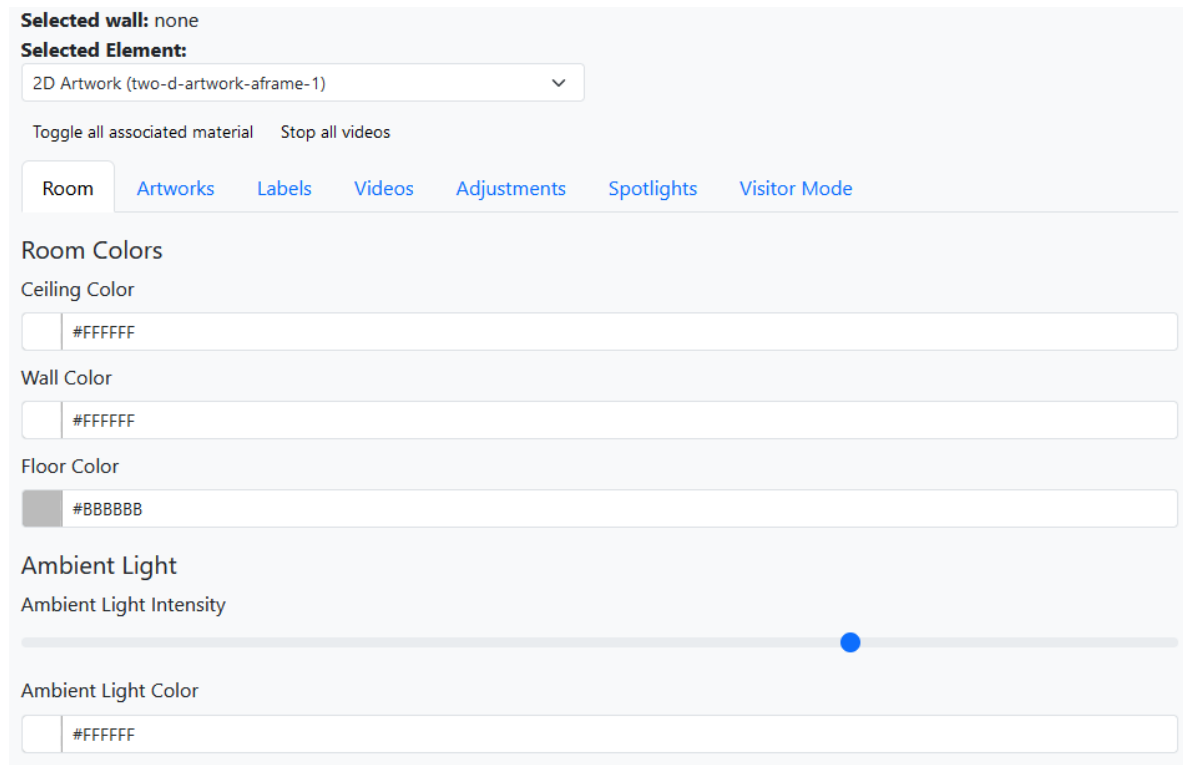 Selected wall: none
Selected Element:
2D Artwork (two-d-artwork-aframe-1)
Toggle all associated material Stop all videos
Room Artworks Labels Videos Adjustments Spotlights Visitor Mode
Room Colors
Ceiling Color
#FFFFFF
Wall Color
#FFFFFF
Floor Color
#BBBBBB
Ambient Light
Ambient Light Intensity
Ambient Light Color
#FFFFFF